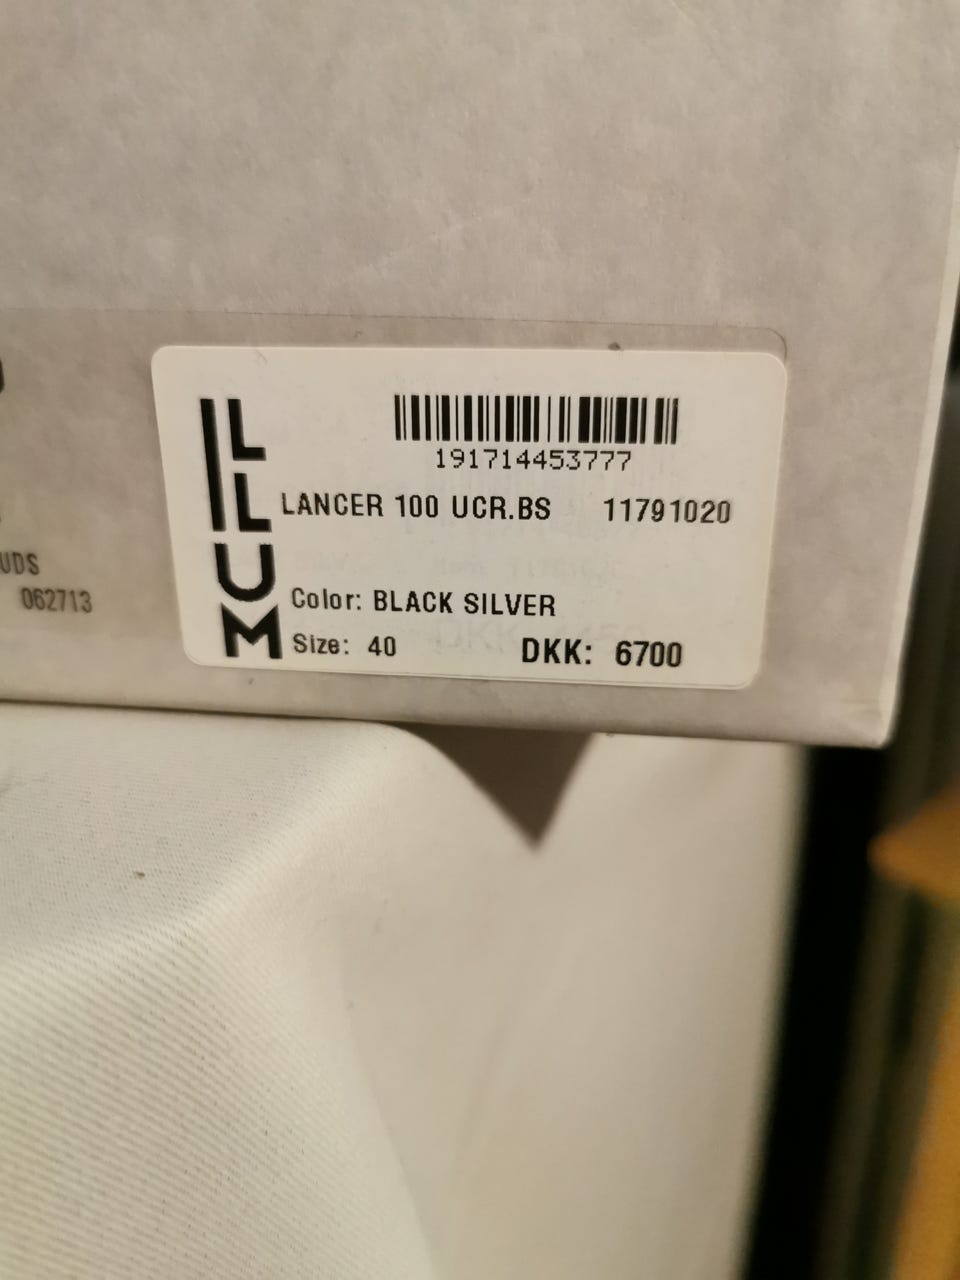 ILLUM
191714453777
LANCER 100 UCR.BS 11791020
Color: BLACK SILVER
Size: 40 DKK: 6700
UDS
062713